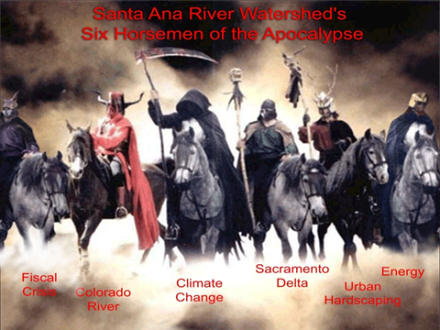 Santa Ana River Watershed's
Six Horsemen of the Apocalypse
Fiscal
Crisis
Colorado
River
Climate
Change
Sacramento
Delta
Urban
Hardscaping
Energy